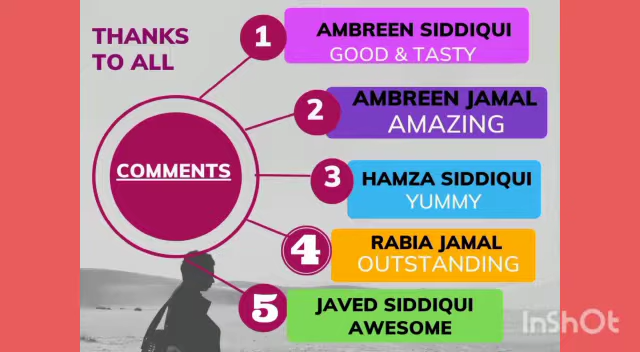 THANKS
TO ALL
COMMENTS
1
AMBREEN SIDDIQUI
GOOD & TASTY
2
AMBREEN JAMAL
AMAZING
3
HAMZA SIDDIQUI
YUMMY
4
RABIA JAMAL
OUTSTANDING
5
JAVED SIDDIQUI
AWESOME
InShOt